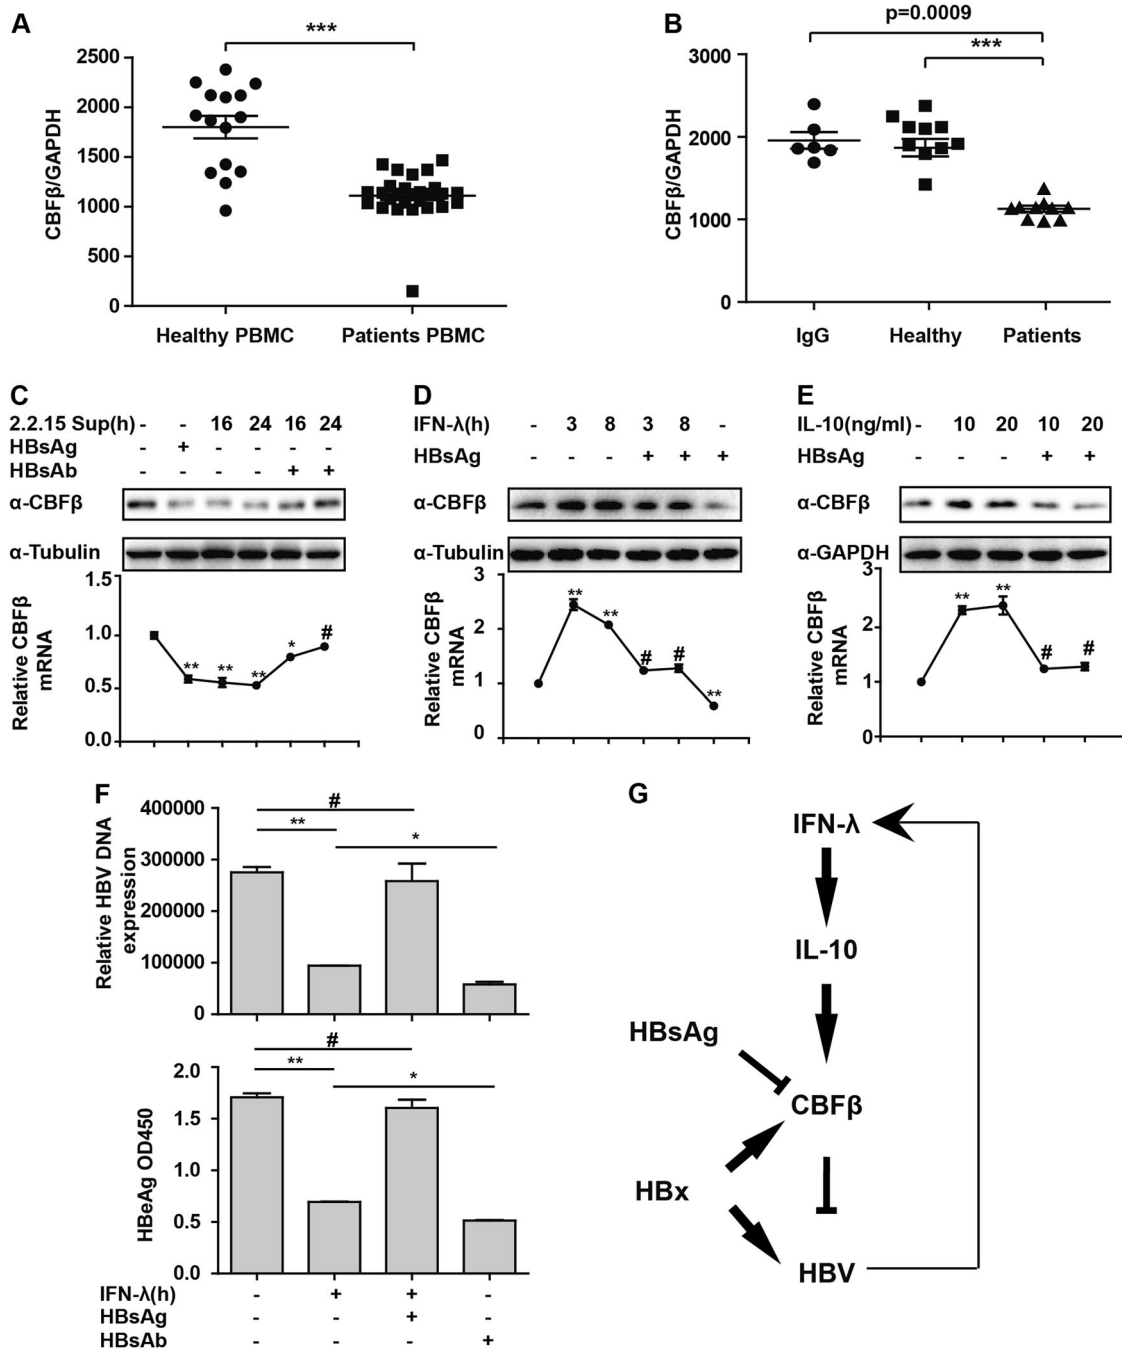 A
***
2500
2000
1500
1000
500
0
CBFβ/GAPDH
Healthy PBMC
Patients PBMC
B
p=0.0009
***
3000
2000
1000
0
CBFβ/GAPDH
IgG
Healthy
Patients
C
2.2.15 Sup(h) - - 16 24 16 24
HBsAg - + - - - -
HBsAb - - - - + +
α-CBFβ
α-Tubulin
1.5
1.0
0.5
0.0
Relative CBFβ
mRNA
** ** ** * #
D
IFN-λ(h) - 3 8 3 8 -
HBsAg - - - + + +
α-CBFβ
α-Tubulin
3
2
1
0
Relative CBFβ
mRNA
** ** # # **
E
IL-10(ng/ml) - 10 20 10 20
HBsAg - - - + +
α-CBFβ
α-GAPDH
3
2
1
0
Relative CBFβ
mRNA
** ** # #
F
#
**
*
400000
300000
200000
100000
0
Relative HBV DNA
expression
#
**
*
2.0
1.5
1.0
0.5
0.0
HBeAg OD450
IFN-λ(h) - + + -
HBsAg - - + -
HBsAb - - - +
G
IFN-λ
IL-10
HBsAg
CBFβ
HBx
HBV